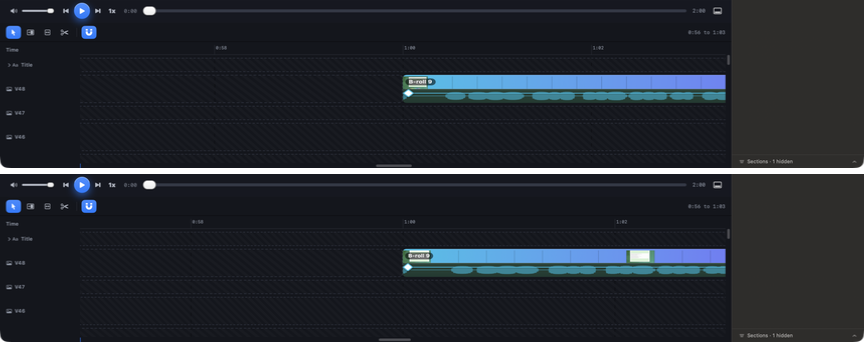 1x 0:00 2:00
0:56 to 1:03
Time 0:58 1:00 1:02
Aa Title
B-roll 9
V48
V47
V46
1x 0:00 2:00
Sections · 1 hidden
0:56 to 1:03
Time 0:58 1:00 1:02
Aa Title
B-roll 9
V48
V47
V46
Sections · 1 hidden